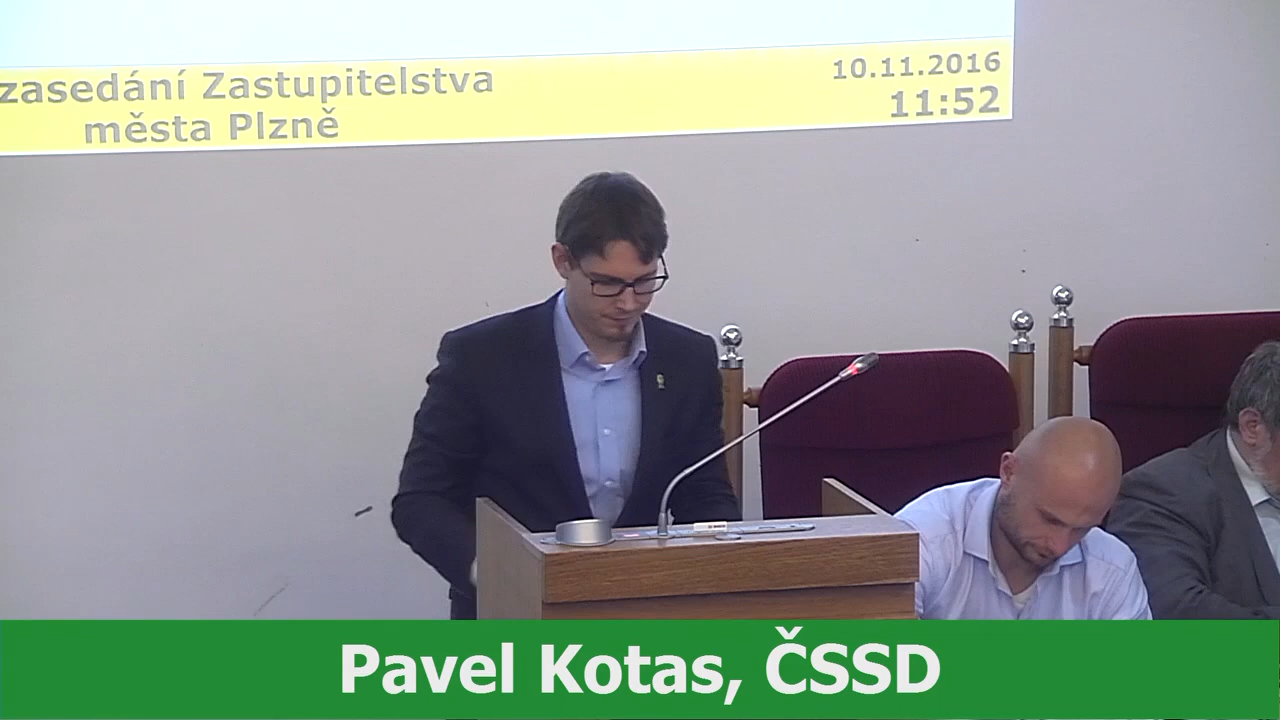 zasedání Zastupitelstva
města Plzně
10.11.2016
11:52
Pavel Kotas, ČSSD